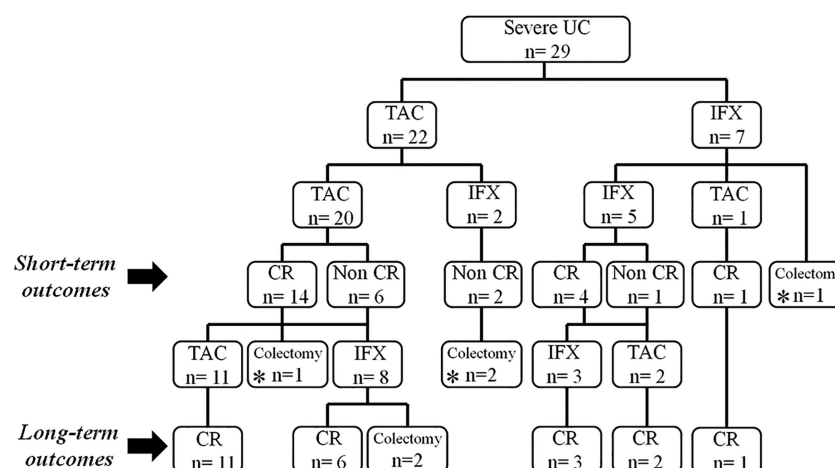 Severe UC
n= 29
TAC
n= 22
IFX
n= 7
TAC
n= 20
IFX
n= 2
IFX
n= 5
TAC
n= 1
Short-term
outcomes
CR
n= 14
Non CR
n= 6
Non CR
n= 2
CR
n= 4
Non CR
n= 1
CR
n= 1
Colectomy
* n=1
TAC
n= 11
Colectomy
* n=1
IFX
n= 8
Colectomy
* n=2
IFX
n= 3
TAC
n= 2
Long-term
outcomes
CR
n= 11
CR
n= 6
Colectomy
n=2
CR
n= 3
CR
n= 2
CR
n= 1